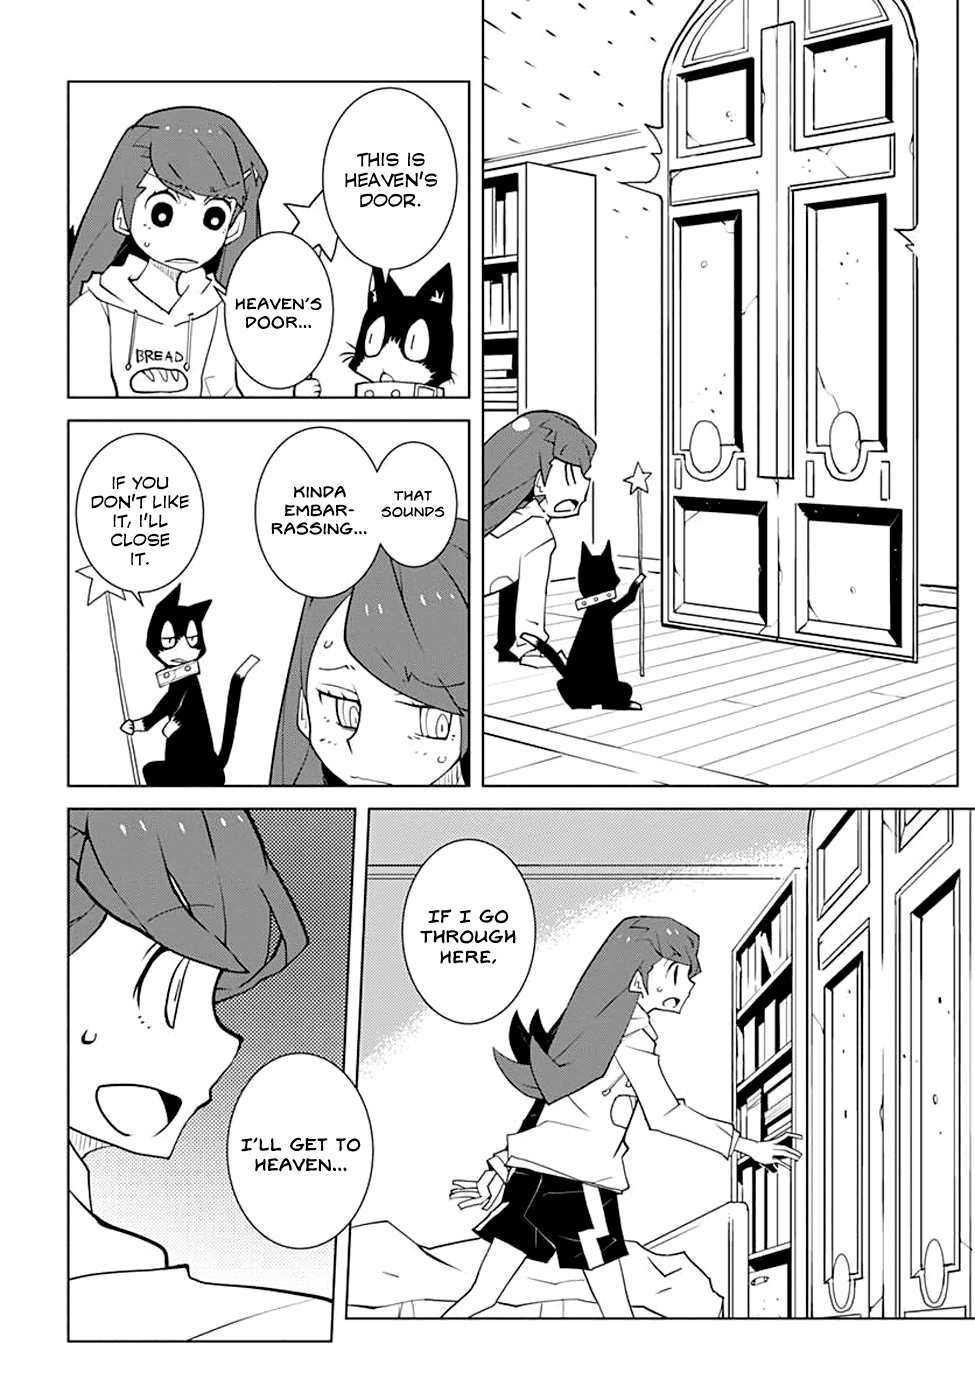 THIS IS
HEAVEN'S
DOOR.
HEAVEN'S
DOOR...
BREAD
THAT
SOUNDS
KINDA
EMBAR-
RASSING...
IF YOU
DON'T LIKE
IT, I'LL
CLOSE
IT.
IF I GO
THROUGH
HERE,
I'LL GET TO
HEAVEN...